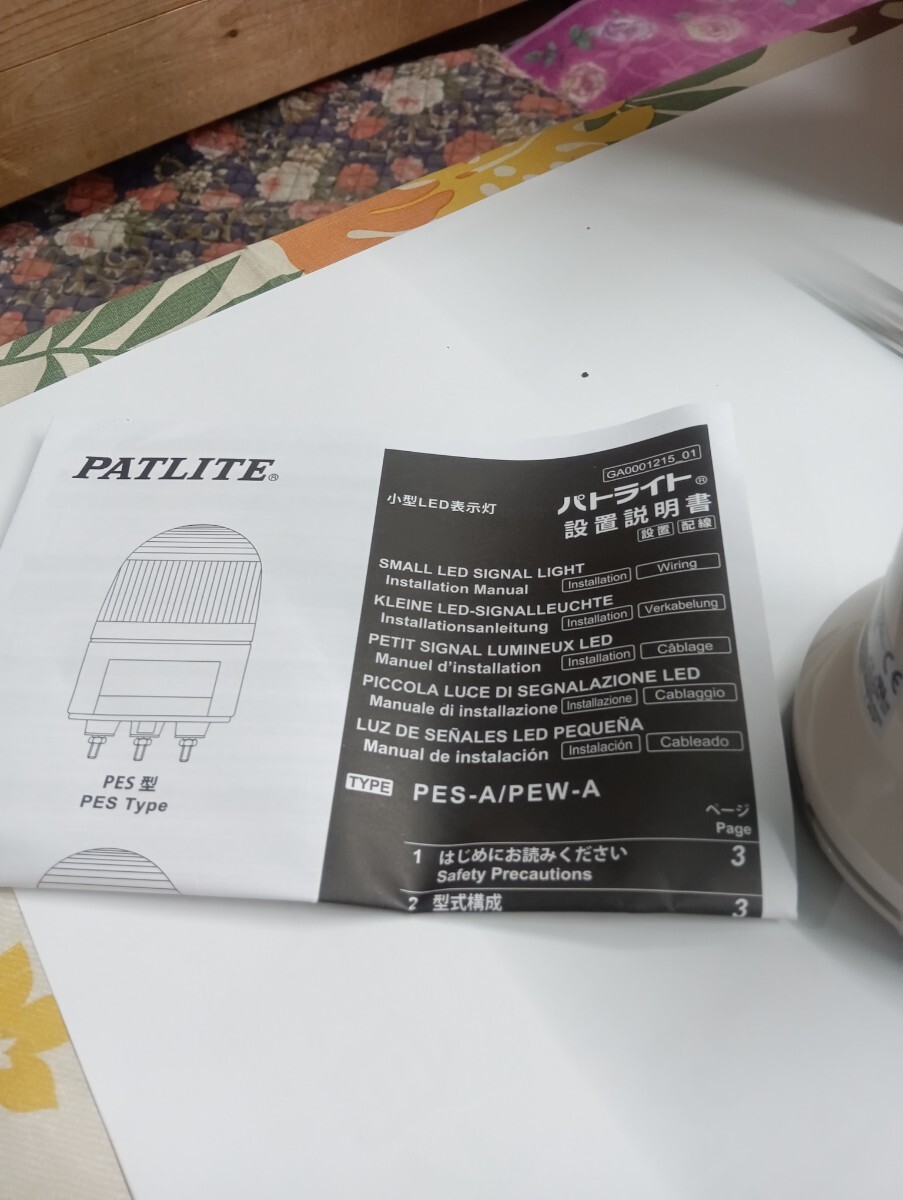 PATLITE®
PES 型
PES Type
GA0001215_01
小型LED表示灯
パトライト®
設置説明書
設置 配線
SMALL LED SIGNAL LIGHT
Installation Manual Installation Wiring
KLEINE LED-SIGNALLEUCHTE
Installationsanleitung Installation Verkabelung
PETIT SIGNAL LUMINEUX LED
Manuel d'installation Installation Câblage
PICCOLA LUCE DI SEGNALAZIONE LED
Manuale di installazione Installazione Cablaggio
LUZ DE SEÑALES LED PEQUEÑA
Manual de instalación Instalación Cableado
TYPE PES-A/PEW-A
ページ
Page
1 はじめにお読みください 3
Safety Precautions
2 型式構成 3
CE